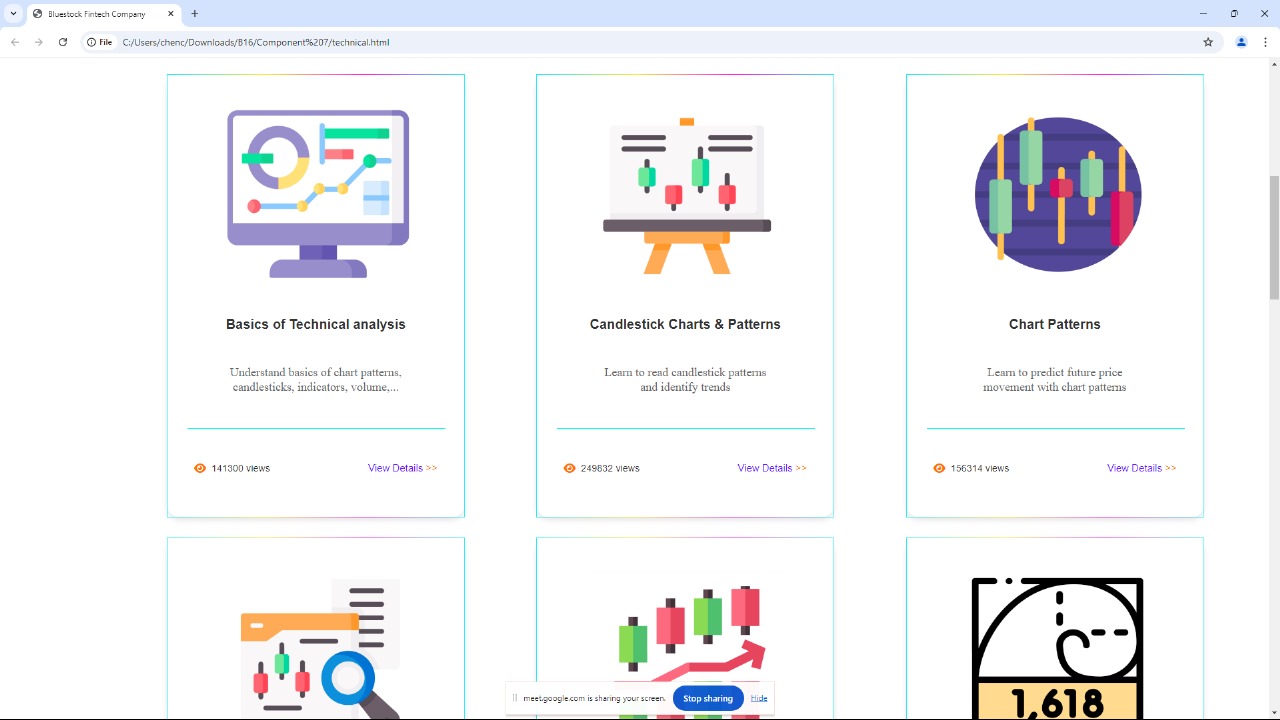 Bluestock Fintech Company
File C:/Users/chenc/Downloads/B16/Component%207/technical.html
Basics of Technical analysis
Understand basics of chart patterns,
candlesticks, indicators, volume,...
141300 views View Details >>
Candlestick Charts & Patterns
Learn to read candlestick patterns
and identify trends
249832 views View Details >>
Chart Patterns
Learn to predict future price
movement with chart patterns
156314 views View Details >>
1,618
meet.google.com is sharing your screen. Stop sharing Hide